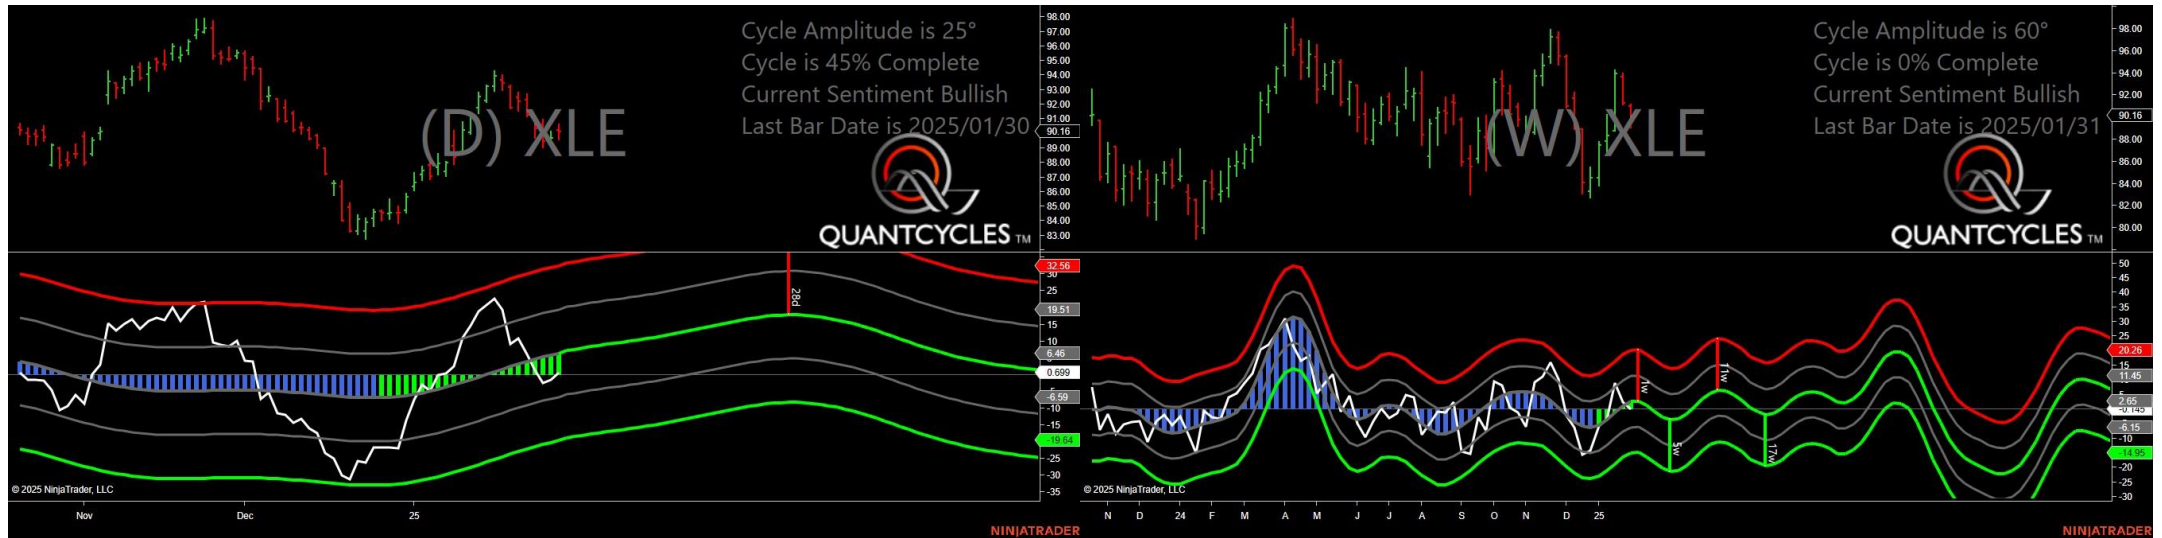 Cycle Amplitude is 25°
Cycle is 45% Complete
Current Sentiment Bullish
Last Bar Date is 2025/01/30
(D) XLE
QUANTCYCLES TM
98.00
97.00
96.00
95.00
94.00
93.00
92.00
91.00
90.16
89.00
88.00
87.00
86.00
85.00
84.00
83.00
28d
32.56
30
25
19.51
15
10
6.46
0.699
-6.59
-10
-15
-19.64
-25
-30
-35
© 2025 NinjaTrader, LLC
Nov Dec 25
NINJATRADER
Cycle Amplitude is 60°
Cycle is 0% Complete
Current Sentiment Bullish
Last Bar Date is 2025/01/31
(W) XLE
QUANTCYCLES TM
98.00
96.00
94.00
92.00
90.16
88.00
86.00
84.00
82.00
80.00
1w
11w
5w
17w
50
45
40
35
30
25
20.26
15
11.45
2.65
-0.145
-6.15
-10
-14.95
-20
-25
-30
© 2025 NinjaTrader, LLC
N D 24 F M A M J J A S O N D 25
NINJATRADER